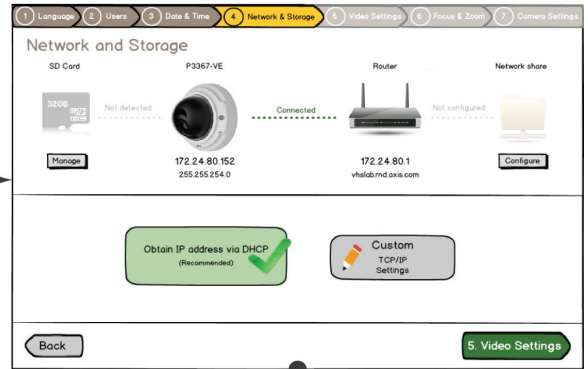 1 Language
2 Users
3 Date & Time
4 Network & Storage
5 Video Settings
6 Focus & Zoom
7 Camera Settings
Network and Storage
SD Card
P3367-VE
Router
Network share
32GB
Not detected
Connected
Not configured
Manage
172.24.80.152
255.255.254.0
172.24.80.1
vhslab.rnd.axis.com
Configure
Obtain IP address via DHCP
(Recommended)
Custom
TCP/IP
Settings
Back
5. Video Settings